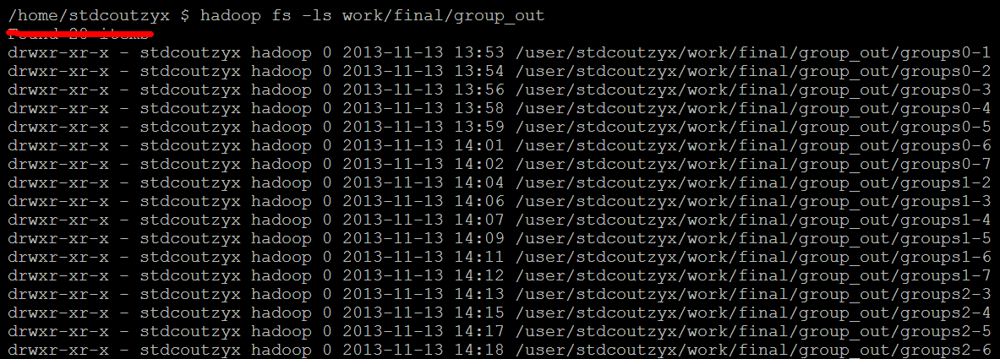 /home/stdcoutzyx $ hadoop fs -ls work/final/group_out
Found 28 items
drwxr-xr-x - stdcoutzyx hadoop 0 2013-11-13 13:53 /user/stdcoutzyx/work/final/group_out/groups0-1
drwxr-xr-x - stdcoutzyx hadoop 0 2013-11-13 13:54 /user/stdcoutzyx/work/final/group_out/groups0-2
drwxr-xr-x - stdcoutzyx hadoop 0 2013-11-13 13:56 /user/stdcoutzyx/work/final/group_out/groups0-3
drwxr-xr-x - stdcoutzyx hadoop 0 2013-11-13 13:58 /user/stdcoutzyx/work/final/group_out/groups0-4
drwxr-xr-x - stdcoutzyx hadoop 0 2013-11-13 13:59 /user/stdcoutzyx/work/final/group_out/groups0-5
drwxr-xr-x - stdcoutzyx hadoop 0 2013-11-13 14:01 /user/stdcoutzyx/work/final/group_out/groups0-6
drwxr-xr-x - stdcoutzyx hadoop 0 2013-11-13 14:02 /user/stdcoutzyx/work/final/group_out/groups0-7
drwxr-xr-x - stdcoutzyx hadoop 0 2013-11-13 14:04 /user/stdcoutzyx/work/final/group_out/groups1-2
drwxr-xr-x - stdcoutzyx hadoop 0 2013-11-13 14:06 /user/stdcoutzyx/work/final/group_out/groups1-3
drwxr-xr-x - stdcoutzyx hadoop 0 2013-11-13 14:07 /user/stdcoutzyx/work/final/group_out/groups1-4
drwxr-xr-x - stdcoutzyx hadoop 0 2013-11-13 14:09 /user/stdcoutzyx/work/final/group_out/groups1-5
drwxr-xr-x - stdcoutzyx hadoop 0 2013-11-13 14:11 /user/stdcoutzyx/work/final/group_out/groups1-6
drwxr-xr-x - stdcoutzyx hadoop 0 2013-11-13 14:12 /user/stdcoutzyx/work/final/group_out/groups1-7
drwxr-xr-x - stdcoutzyx hadoop 0 2013-11-13 14:13 /user/stdcoutzyx/work/final/group_out/groups2-3
drwxr-xr-x - stdcoutzyx hadoop 0 2013-11-13 14:15 /user/stdcoutzyx/work/final/group_out/groups2-4
drwxr-xr-x - stdcoutzyx hadoop 0 2013-11-13 14:17 /user/stdcoutzyx/work/final/group_out/groups2-5
drwxr-xr-x - stdcoutzyx hadoop 0 2013-11-13 14:18 /user/stdcoutzyx/work/final/group_out/groups2-6